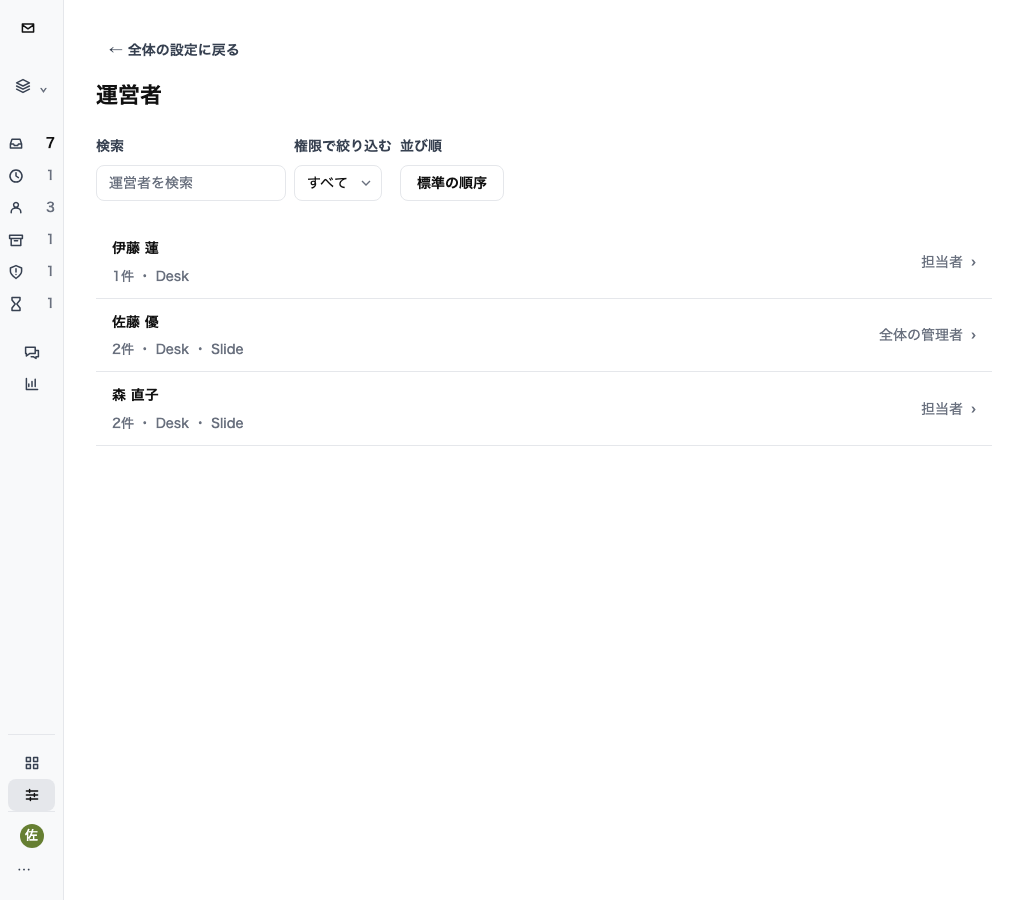 ← 全体の設定に戻る
運営者
検索
権限で絞り込む
並び順
運営者を検索
すべて
標準の順序
7
1
3
1
1
1
伊藤 蓮
1件 ・ Desk
担当者 ›
佐藤 優
2件 ・ Desk ・ Slide
全体の管理者 ›
森 直子
2件 ・ Desk ・ Slide
担当者 ›
佐
…